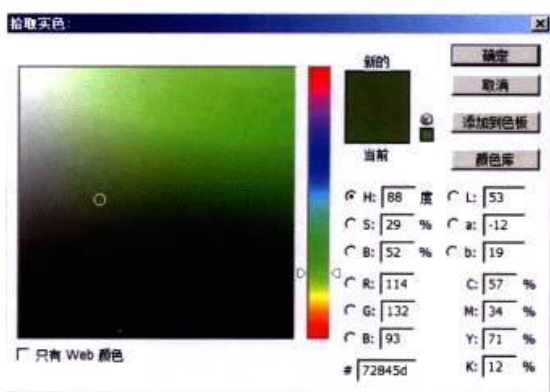 拾取实色:
新的
当前
确定
取消
添加到色板
颜色库
H: 88 度
S: 29 %
B: 52 %
R: 114
G: 132
B: 93
# 72845d
L: 53
a: -12
b: 19
C: 57 %
M: 34 %
Y: 71 %
K: 12 %
只有 Web 颜色